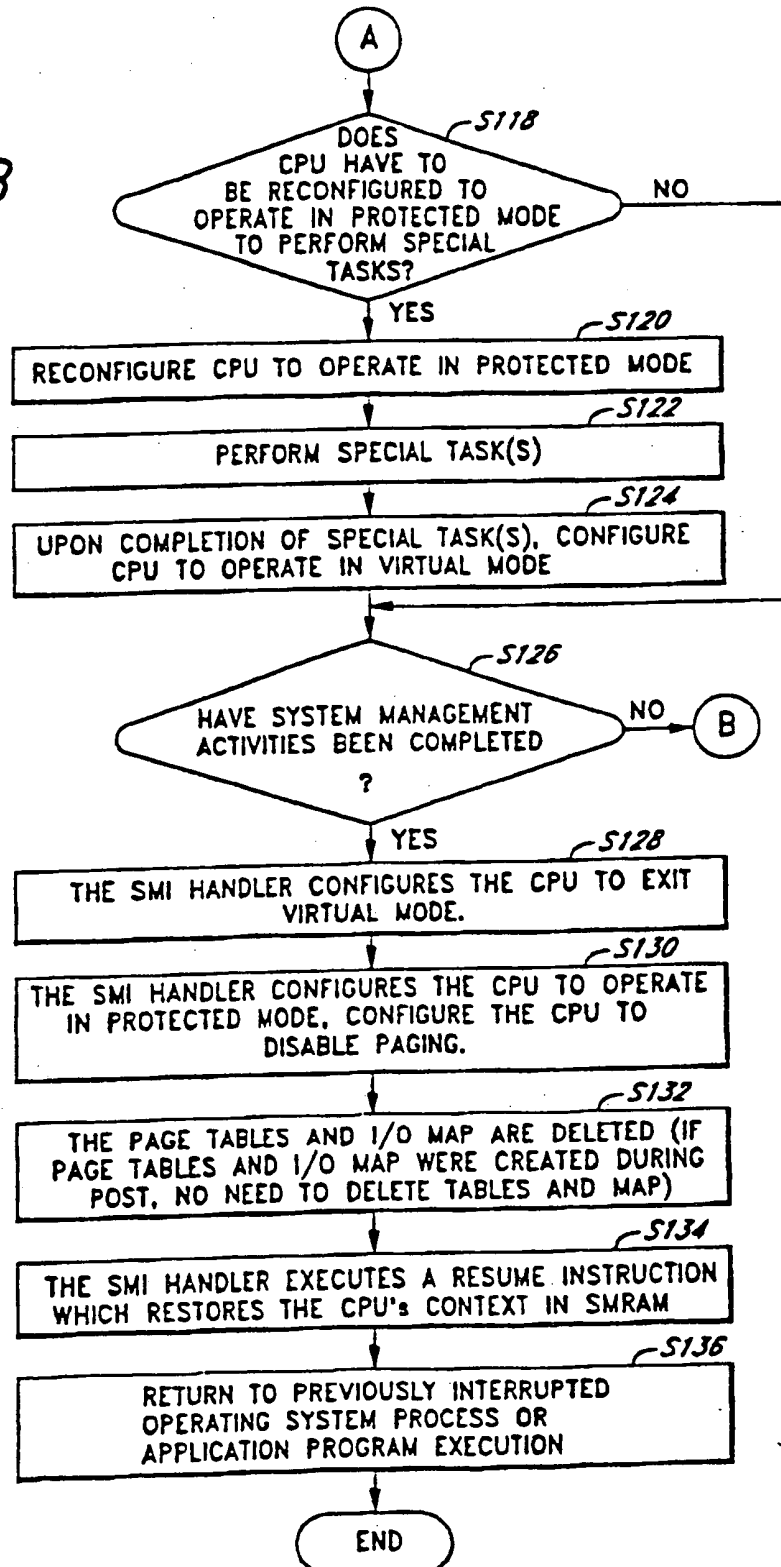 A
S118
DOES
CPU HAVE TO
BE RECONFIGURED TO
OPERATE IN PROTECTED MODE
TO PERFORM SPECIAL
TASKS?
NO
YES
S120
RECONFIGURE CPU TO OPERATE IN PROTECTED MODE
S122
PERFORM SPECIAL TASK(S)
S124
UPON COMPLETION OF SPECIAL TASK(S), CONFIGURE
CPU TO OPERATE IN VIRTUAL MODE
S126
HAVE SYSTEM MANAGEMENT
ACTIVITIES BEEN COMPLETED
?
NO
B
YES
S128
THE SMI HANDLER CONFIGURES THE CPU TO EXIT
VIRTUAL MODE.
S130
THE SMI HANDLER CONFIGURES THE CPU TO OPERATE
IN PROTECTED MODE, CONFIGURE THE CPU TO
DISABLE PAGING.
S132
THE PAGE TABLES AND I/O MAP ARE DELETED (IF
PAGE TABLES AND I/O MAP WERE CREATED DURING
POST, NO NEED TO DELETE TABLES AND MAP)
S134
THE SMI HANDLER EXECUTES A RESUME INSTRUCTION
WHICH RESTORES THE CPU's CONTEXT IN SMRAM
S136
RETURN TO PREVIOUSLY INTERRUPTED
OPERATING SYSTEM PROCESS OR
APPLICATION PROGRAM EXECUTION
END